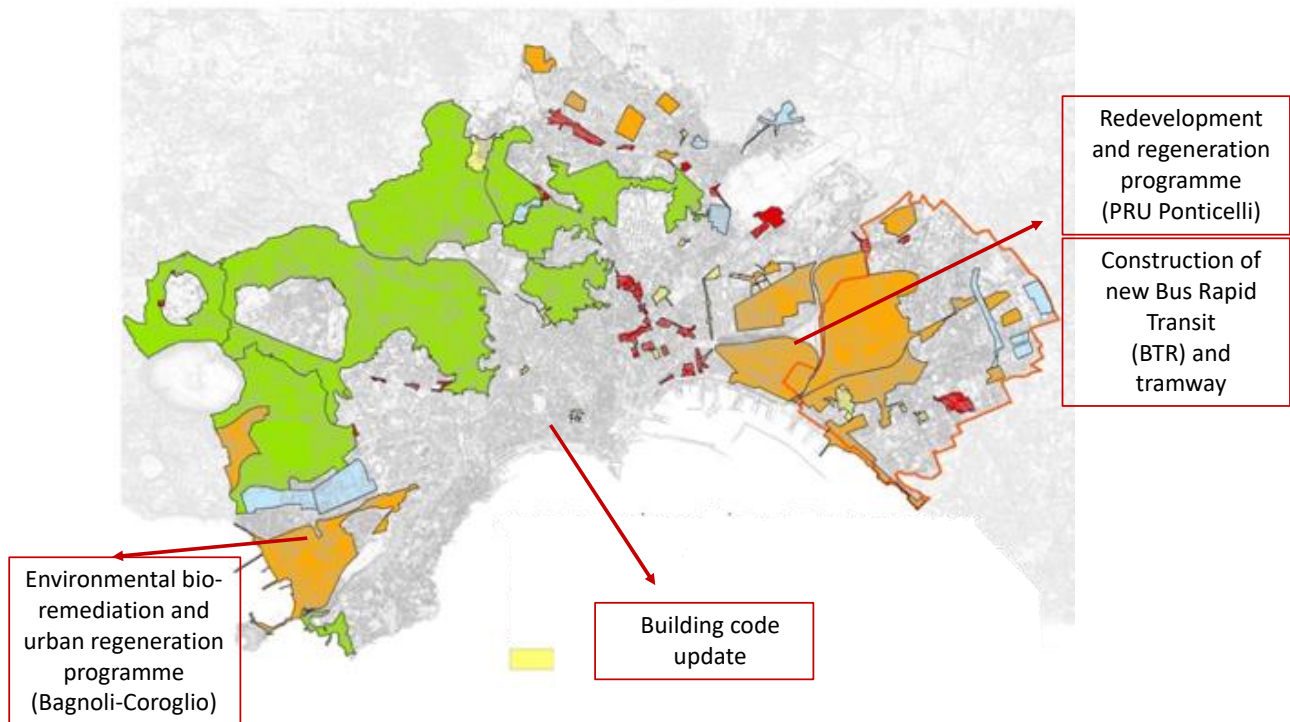 Redevelopment
and regeneration
programme
(PRU Ponticelli)
Construction of
new Bus Rapid
Transit
(BTR) and
tramway
Environmental bio-
remediation and
urban regeneration
programme
(Bagnoli-Coroglio)
Building code
update